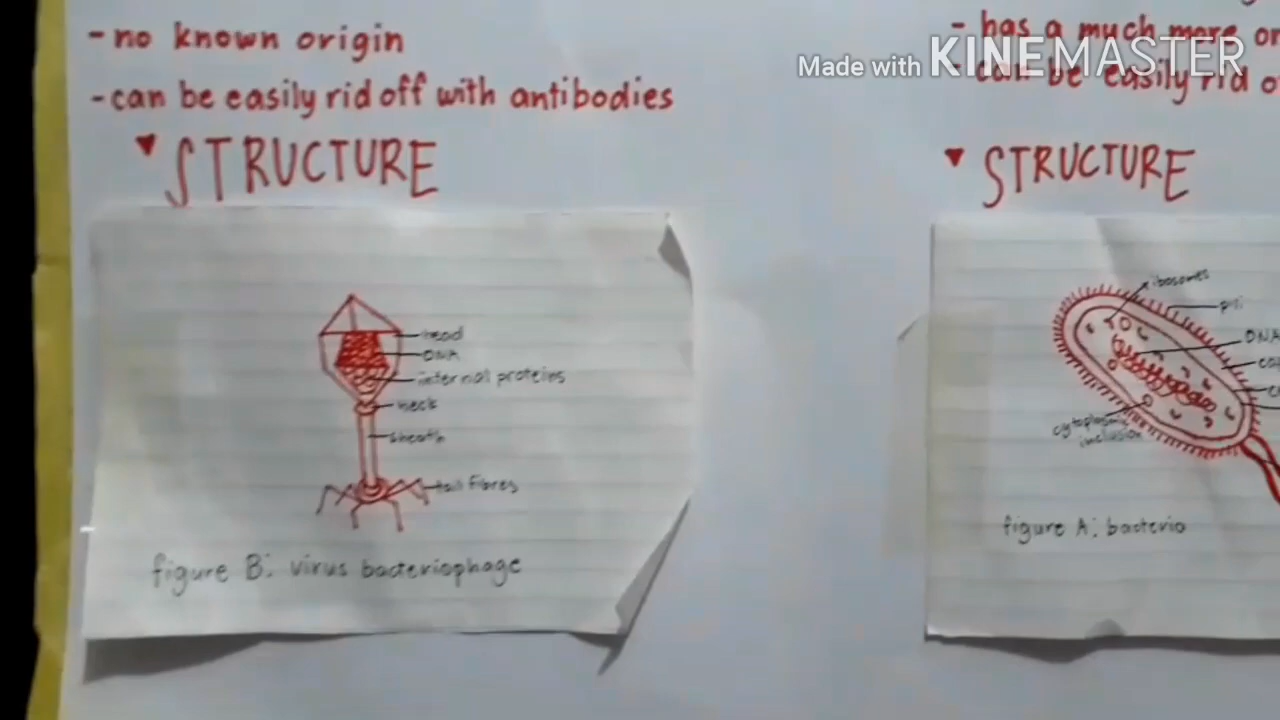 - no known origin
- can be easily rid off with antibodies
STRUCTURE
head
DNA
internal proteins
neck
sheath
tail fibres
figure B: virus bacteriophage
- has a much more or
Made with KINEMASTER
- can be easily rid o
STRUCTURE
ribosomes
pili
DNA
cytoplasmic
inclusion
figure A: bacteria